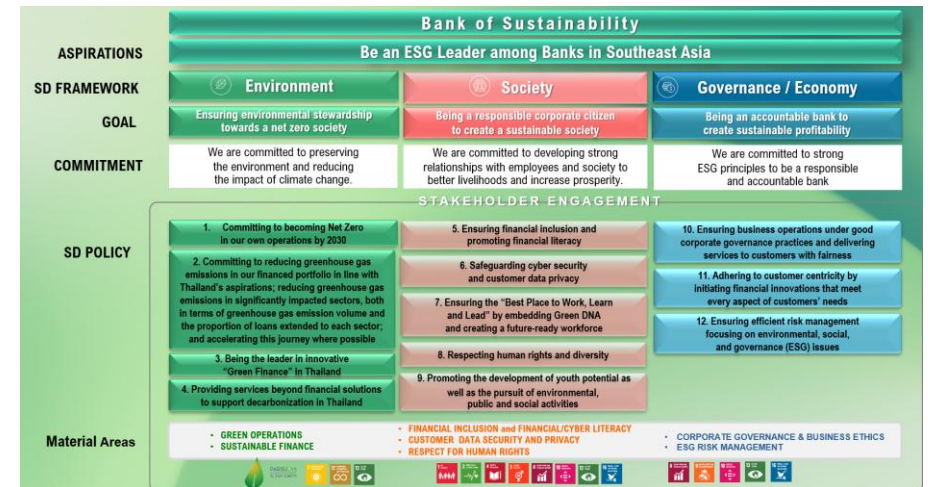 Bank of Sustainability
ASPIRATIONS
Be an ESG Leader among Banks in Southeast Asia
SD FRAMEWORK
Environment
Society
Governance / Economy
GOAL
Ensuring environmental stewardship
towards a net zero society
Being a responsible corporate citizen
to create a sustainable society
Being an accountable bank to
create sustainable profitability
COMMITMENT
We are committed to preserving
the environment and reducing
the impact of climate change.
We are committed to developing strong
relationships with employees and society to
better livelihoods and increase prosperity.
We are committed to strong
ESG principles to be a responsible
and accountable bank
STAKEHOLDER ENGAGEMENT
SD POLICY
1. Committing to becoming Net Zero
in our own operations by 2030
2. Committing to reducing greenhouse gas
emissions in our financed portfolio in line with
Thailand's aspirations; reducing greenhouse gas
emissions in significantly impacted sectors, both
in terms of greenhouse gas emission volume and
the proportion of loans extended to each sector;
and accelerating this journey where possible
3. Being the leader in innovative
"Green Finance" in Thailand
4. Providing services beyond financial solutions
to support decarbonization in Thailand
5. Ensuring financial inclusion and
promoting financial literacy
6. Safeguarding cyber security
and customer data privacy
7. Ensuring the "Best Place to Work, Learn
and Lead" by embedding Green DNA
and creating a future-ready workforce
8. Respecting human rights and diversity
9. Promoting the development of youth potential as
well as the pursuit of environmental,
public and social activities
10. Ensuring business operations under good
corporate governance practices and delivering
services to customers with fairness
11. Adhering to customer centricity by
initiating financial innovations that meet
every aspect of customers' needs
12. Ensuring efficient risk management
focusing on environmental, social,
and governance (ESG) issues
Material Areas
• GREEN OPERATIONS
• SUSTAINABLE FINANCE
• FINANCIAL INCLUSION and FINANCIAL/CYBER LITERACY
• CUSTOMER DATA SECURITY AND PRIVACY
• RESPECT FOR HUMAN RIGHTS
• CORPORATE GOVERNANCE & BUSINESS ETHICS
• ESG RISK MANAGEMENT